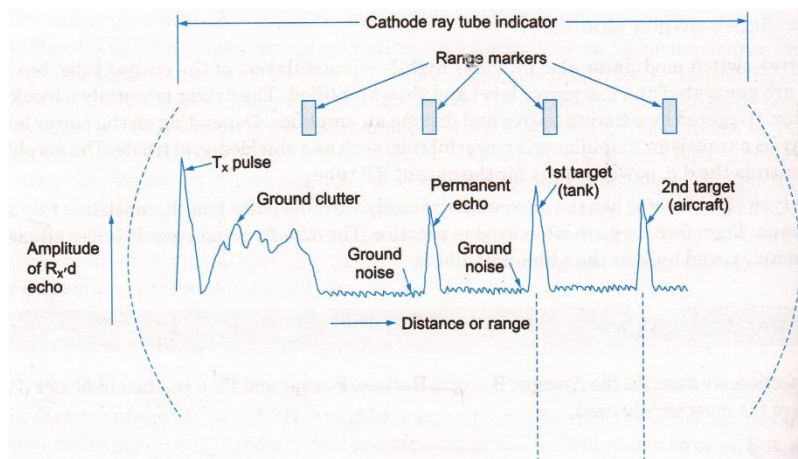 Cathode ray tube indicator
Range markers
Tx pulse
Ground clutter
Permanent
echo
1st target
(tank)
2nd target
(aircraft)
Amplitude
of Rx'd
echo
Ground
noise
Ground
noise
Distance or range